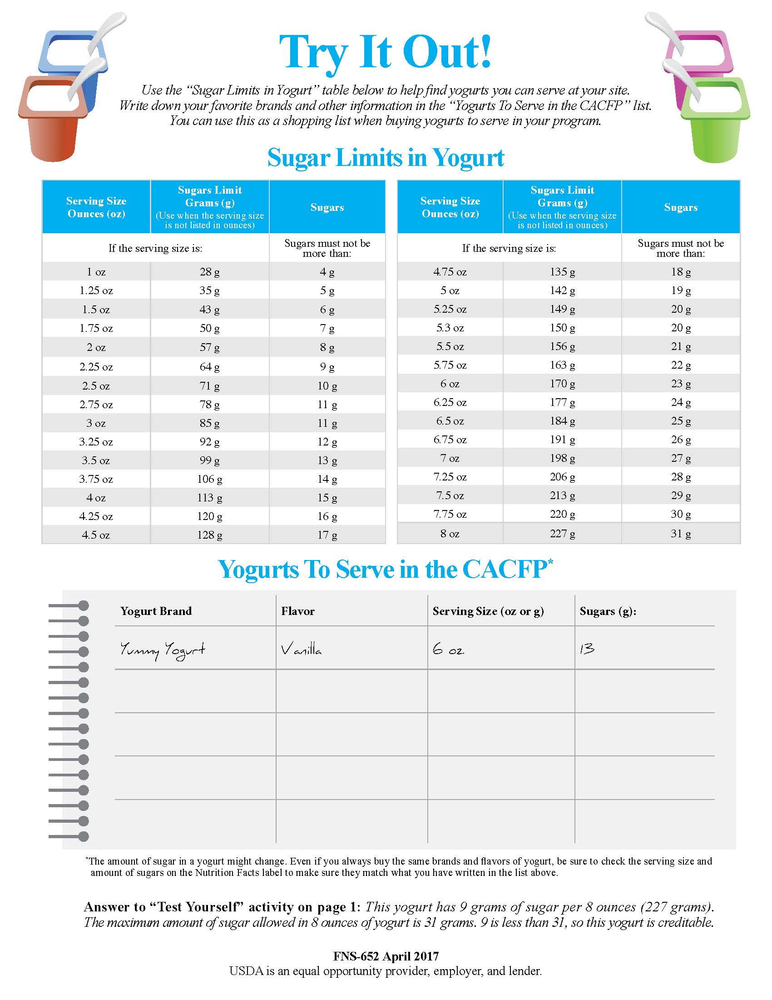 Try It Out!
Use the “Sugar Limits in Yogurt” table below to help find yogurts you can serve at your site.
Write down your favorite brands and other information in the “Yogurts To Serve in the CACFP” list.
You can use this as a shopping list when buying yogurts to serve in your program.
Sugar Limits in Yogurt
Serving Size
Ounces (oz)
Sugars Limit
Grams (g)
(Use when the serving size
is not listed in ounces)
Sugars
If the serving size is:
Sugars must not be
more than:
1 oz 28 g 4 g
1.25 oz 35 g 5 g
1.5 oz 43 g 6 g
1.75 oz 50 g 7 g
2 oz 57 g 8 g
2.25 oz 64 g 9 g
2.5 oz 71 g 10 g
2.75 oz 78 g 11 g
3 oz 85 g 11 g
3.25 oz 92 g 12 g
3.5 oz 99 g 13 g
3.75 oz 106 g 14 g
4 oz 113 g 15 g
4.25 oz 120 g 16 g
4.5 oz 128 g 17 g
Serving Size
Ounces (oz)
Sugars Limit
Grams (g)
(Use when the serving size
is not listed in ounces)
Sugars
If the serving size is:
Sugars must not be
more than:
4.75 oz 135 g 18 g
5 oz 142 g 19 g
5.25 oz 149 g 20 g
5.3 oz 150 g 20 g
5.5 oz 156 g 21 g
5.75 oz 163 g 22 g
6 oz 170 g 23 g
6.25 oz 177 g 24 g
6.5 oz 184 g 25 g
6.75 oz 191 g 26 g
7 oz 198 g 27 g
7.25 oz 206 g 28 g
7.5 oz 213 g 29 g
7.75 oz 220 g 30 g
8 oz 227 g 31 g
Yogurts To Serve in the CACFP*
Yogurt Brand Flavor Serving Size (oz or g) Sugars (g):
Yummy Yogurt Vanilla 6 oz 13
*The amount of sugar in a yogurt might change. Even if you always buy the same brands and flavors of yogurt, be sure to check the serving size and
amount of sugars on the Nutrition Facts label to make sure they match what you have written in the list above.
Answer to “Test Yourself” activity on page 1: This yogurt has 9 grams of sugar per 8 ounces (227 grams).
The maximum amount of sugar allowed in 8 ounces of yogurt is 31 grams. 9 is less than 31, so this yogurt is creditable.
FNS-652 April 2017
USDA is an equal opportunity provider, employer, and lender.